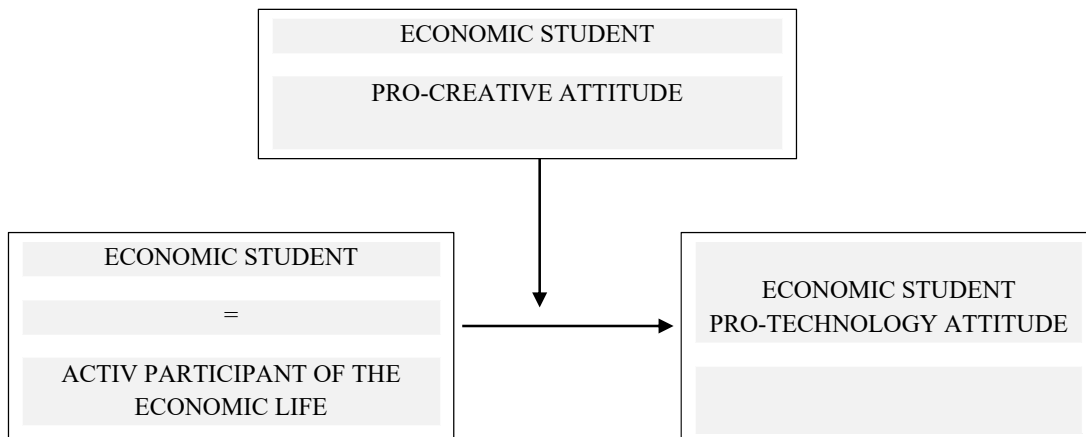 ECONOMIC STUDENT
PRO-CREATIVE ATTITUDE
ECONOMIC STUDENT
=
ACTIV PARTICIPANT OF THE
ECONOMIC LIFE
ECONOMIC STUDENT
PRO-TECHNOLOGY ATTITUDE